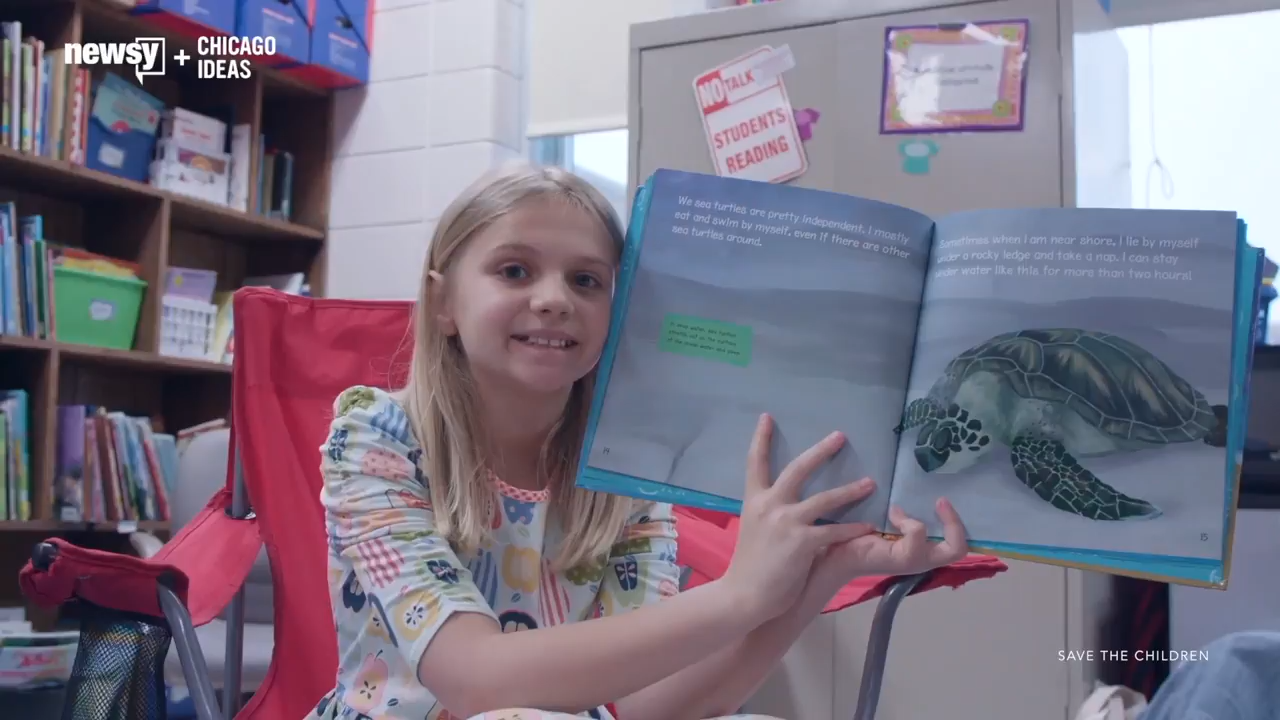 newsy + CHICAGO
IDEAS
NO TALK
STUDENTS
READING
We sea turtles are pretty independent. I mostly
eat and swim by myself, even if there are other
sea turtles around.
Sometimes when I am near shore, I lie by myself
under a rocky ledge and take a nap. I can stay
under water like this for more than two hours!
14
15
SAVE THE CHILDREN